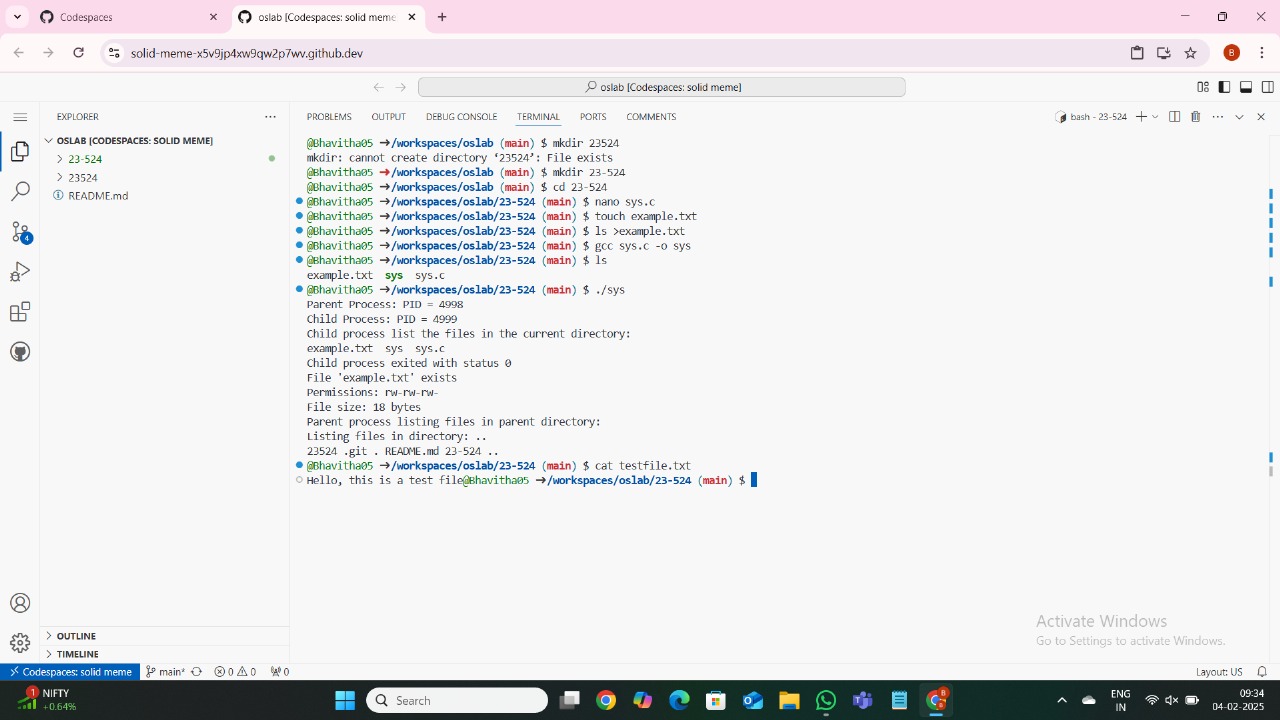 Codespaces
oslab [Codespaces: solid meme
solid-meme-x5v9jp4xw9qw2p7wv.github.dev
B
oslab [Codespaces: solid meme]
EXPLORER
OSLAB [CODESPACES: SOLID MEME]
23-524
23524
README.md
4
OUTLINE
TIMELINE
PROBLEMS OUTPUT DEBUG CONSOLE TERMINAL PORTS COMMENTS
bash - 23-524
@Bhavitha05 ➜/workspaces/oslab (main) $ mkdir 23524
mkdir: cannot create directory ‘23524’: File exists
@Bhavitha05 ➜/workspaces/oslab (main) $ mkdir 23-524
@Bhavitha05 ➜/workspaces/oslab (main) $ cd 23-524
@Bhavitha05 ➜/workspaces/oslab/23-524 (main) $ nano sys.c
@Bhavitha05 ➜/workspaces/oslab/23-524 (main) $ touch example.txt
@Bhavitha05 ➜/workspaces/oslab/23-524 (main) $ ls >example.txt
@Bhavitha05 ➜/workspaces/oslab/23-524 (main) $ gcc sys.c -o sys
@Bhavitha05 ➜/workspaces/oslab/23-524 (main) $ ls
example.txt sys sys.c
@Bhavitha05 ➜/workspaces/oslab/23-524 (main) $ ./sys
Parent Process: PID = 4998
Child Process: PID = 4999
Child process list the files in the current directory:
example.txt sys sys.c
Child process exited with status 0
File 'example.txt' exists
Permissions: rw-rw-rw-
File size: 18 bytes
Parent process listing files in parent directory:
Listing files in directory: ..
23524 .git . README.md 23-524 ..
@Bhavitha05 ➜/workspaces/oslab/23-524 (main) $ cat testfile.txt
Hello, this is a test file@Bhavitha05 ➜/workspaces/oslab/23-524 (main) $
Activate Windows
Go to Settings to activate Windows.
Codespaces: solid meme main* 0 0 0
Layout: US
1 NIFTY
+0.64%
Search
ENG
IN
09:34
04-02-2025